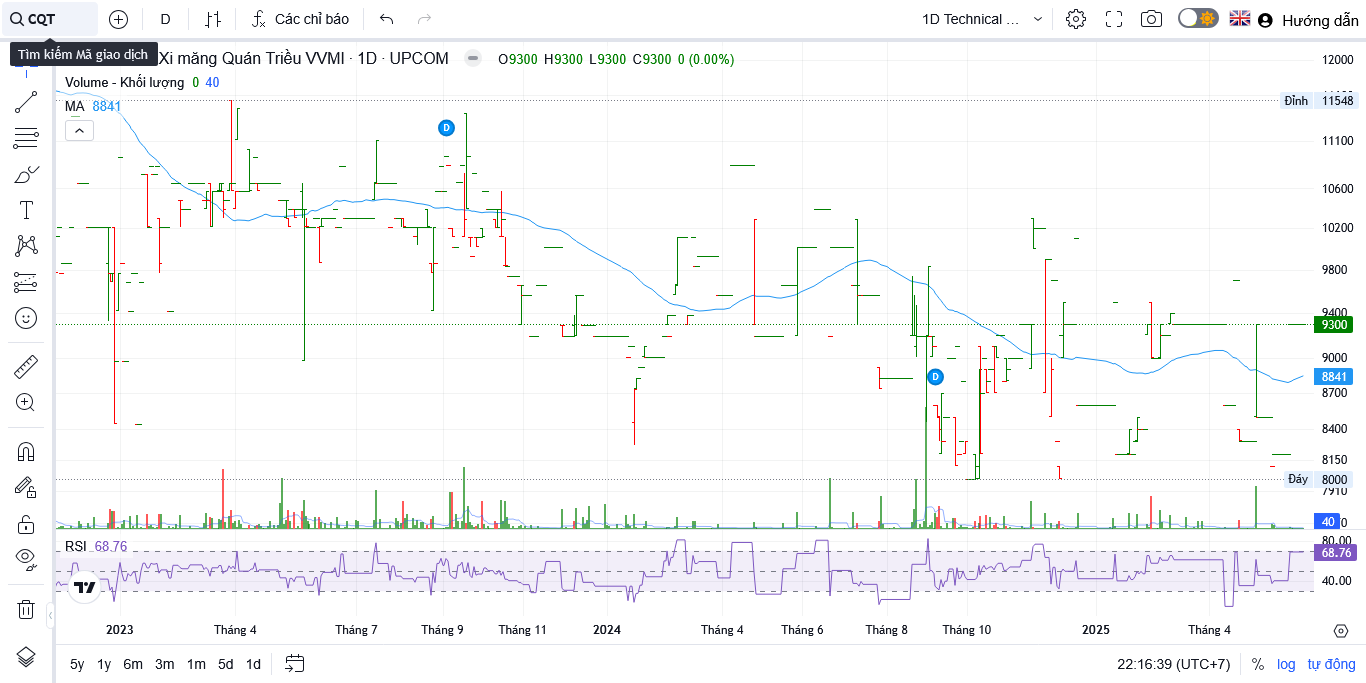 CQT
D
Các chỉ báo
1D Technical ...
Hướng dẫn
Tìm kiếm Mã giao dịch
Xi măng Quán Triều VVMI · 1D · UPCOM
O9300 H9300 L9300 C9300 0 (0.00%)
Volume - Khối lượng 0 40
MA 8841
12000
Đỉnh 11548
11100
D
10600
10200
9800
9400
9300
9000
8841
D
8700
8400
8150
Đáy 8000
7910
40 0
RSI 68.76
80.00
68.76
40.00
2023 Tháng 4 Tháng 7 Tháng 9 Tháng 11 2024 Tháng 4 Tháng 6 Tháng 8 Tháng 10 2025 Tháng 4
5y 1y 6m 3m 1m 5d 1d
22:16:39 (UTC+7) % log tự động